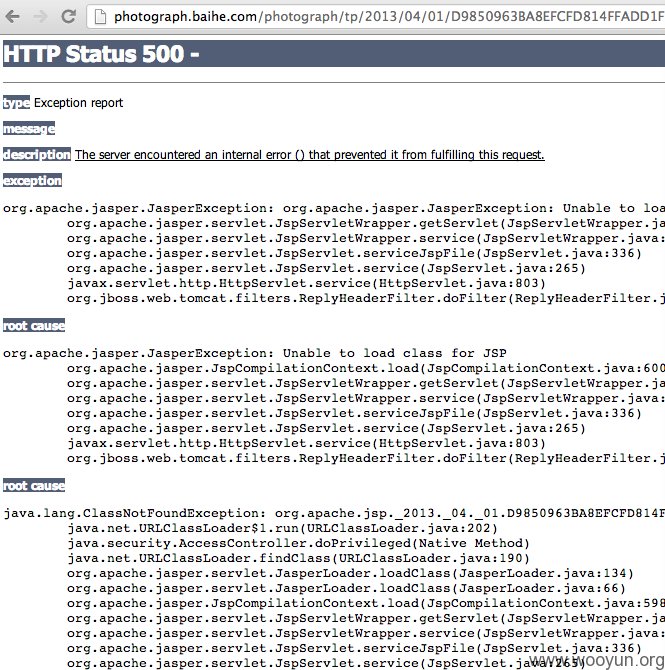 photograph.baihe.com/photograph/tp/2013/04/01/D9850963BA8EFCFD814FFADD1F
HTTP Status 500 -
type Exception report
message
description The server encountered an internal error () that prevented it from fulfilling this request.
exception
org.apache.jasper.JasperException: org.apache.jasper.JasperException: Unable to loa
org.apache.jasper.servlet.JspServletWrapper.getServlet(JspServletWrapper.ja
org.apache.jasper.servlet.JspServletWrapper.service(JspServletWrapper.java:
org.apache.jasper.servlet.JspServlet.serviceJspFile(JspServlet.java:336)
org.apache.jasper.servlet.JspServlet.service(JspServlet.java:265)
javax.servlet.http.HttpServlet.service(HttpServlet.java:803)
org.jboss.web.tomcat.filters.ReplyHeaderFilter.doFilter(ReplyHeaderFilter.j
root cause
org.apache.jasper.JasperException: Unable to load class for JSP
org.apache.jasper.JspCompilationContext.load(JspCompilationContext.java:600
org.apache.jasper.servlet.JspServletWrapper.getServlet(JspServletWrapper.ja
org.apache.jasper.servlet.JspServletWrapper.service(JspServletWrapper.java:
org.apache.jasper.servlet.JspServlet.serviceJspFile(JspServlet.java:336)
org.apache.jasper.servlet.JspServlet.service(JspServlet.java:265)
javax.servlet.http.HttpServlet.service(HttpServlet.java:803)
org.jboss.web.tomcat.filters.ReplyHeaderFilter.doFilter(ReplyHeaderFilter.j
root cause
java.lang.ClassNotFoundException: org.apache.jsp._2013._04._01.D9850963BA8EFCFD814F
java.net.URLClassLoader$1.run(URLClassLoader.java:202)
java.security.AccessController.doPrivileged(Native Method)
java.net.URLClassLoader.findClass(URLClassLoader.java:190)
org.apache.jasper.servlet.JasperLoader.loadClass(JasperLoader.java:134)
org.apache.jasper.servlet.JasperLoader.loadClass(JasperLoader.java:66)
org.apache.jasper.JspCompilationContext.load(JspCompilationContext.java:598
org.apache.jasper.servlet.JspServletWrapper.getServlet(JspServletWrapper.ja
org.apache.jasper.servlet.JspServletWrapper.service(JspServletWrapper.java:
org.apache.jasper.servlet.JspServlet.serviceJspFile(JspServlet.java:336)
org.apache.jasper.servlet.JspServlet.service(JspServlet.java:265)
www.wooyun.org